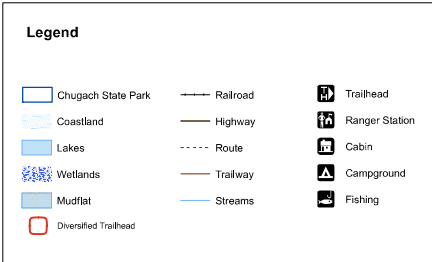 Legend
Chugach State Park
Coastland
Lakes
Wetlands
Mudflat
Diversified Trailhead
Railroad
Highway
Route
Trailway
Streams
TH
Trailhead
Ranger Station
Cabin
Campground
Fishing